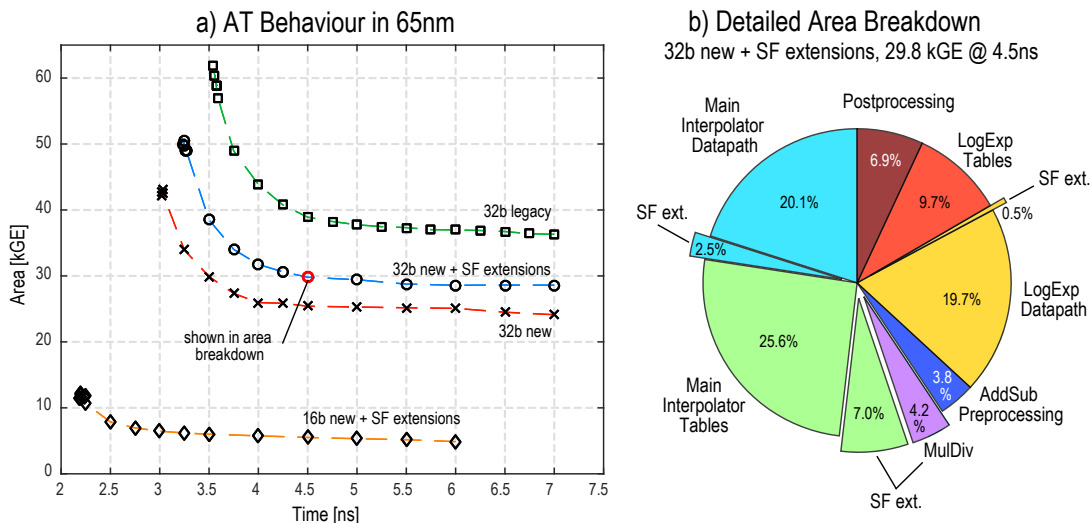 a) AT Behaviour in 65nm
60
50
40
30
20
10
0
Area [kGE]
2
2.5
3
3.5
4
4.5
5
5.5
6
6.5
7
7.5
Time [ns]
32b legacy
32b new + SF extensions
32b new
shown in area
breakdown
16b new + SF extensions
b) Detailed Area Breakdown
32b new + SF extensions, 29.8 kGE @ 4.5ns
Postprocessing
6.9%
LogExp
Tables
9.7%
SF ext.
0.5%
LogExp
Datapath
19.7%
AddSub
Preprocessing
3.8
%
MulDiv
4.2
%
SF ext.
7.0%
Main
Interpolator
Tables
25.6%
SF ext.
2.5%
Main
Interpolator
Datapath
20.1%